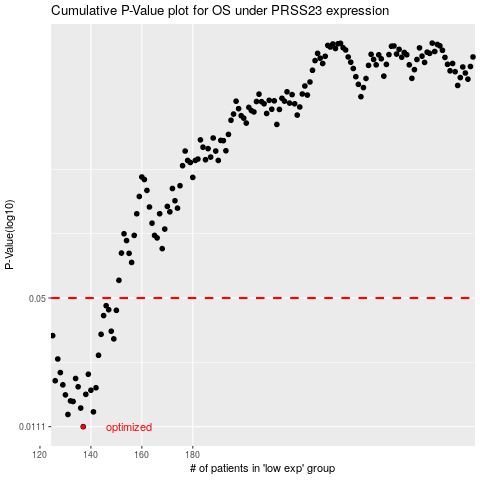 Cumulative P-Value plot for OS under PRSS23 expression
P-Value(log10)
0.05
0.0111
optimized
120 140 160 180
# of patients in 'low exp' group